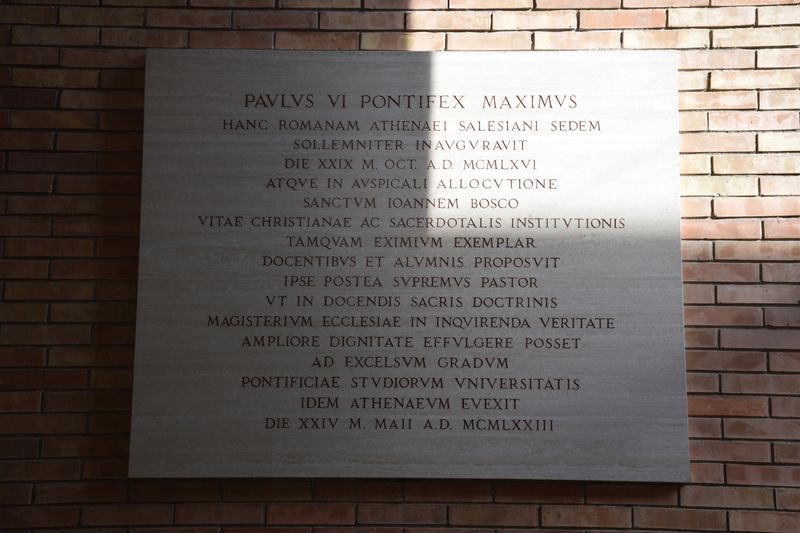 PAVLVS VI PONTIFEX MAXIMVS
HANC ROMANAM ATHENAEI SALESIANI SEDEM
SOLLEMNITER INAVGVRAVIT
DIE XXIX M. OCT. A.D. MCMLXVI
ATQVE IN AVSPICALI ALLOCVTIONE
SANCTVM IOANNEM BOSCO
VITAE CHRISTIANAE AC SACERDOTALIS INSTITVTIONIS
TAMQVAM EXIMIVM EXEMPLAR
DOCENTIBVS ET ALVMNIS PROPOSVIT
IPSE POSTEA SVPREMVS PASTOR
VT IN DOCENDIS SACRIS DOCTRINIS
MAGISTERIVM ECCLESIAE IN INQVIRENDA VERITATE
AMPLIORE DIGNITATE EFFVLGERE POSSET
AD EXCELSVM GRADVM
PONTIFICIAE STVDIORVM VNIVERSITATIS
IDEM ATHENAEVM EVEXIT
DIE XXIV M. MAII A.D. MCMLXXIII